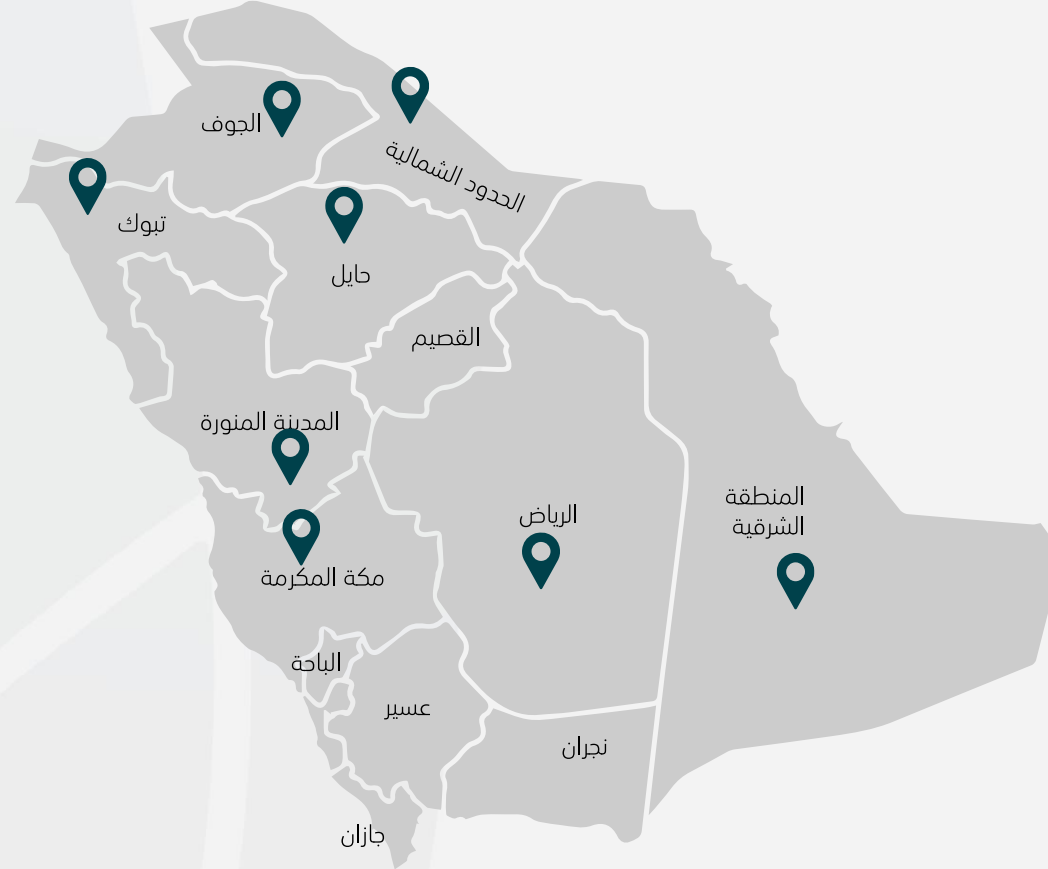 الجوف
الحدود الشمالية
تبوك
حايل
القصيم
المدينة المنورة
المنطقة
الشرقية
الرياض
مكة المكرمة
الباحة
عسير
نجران
جازان